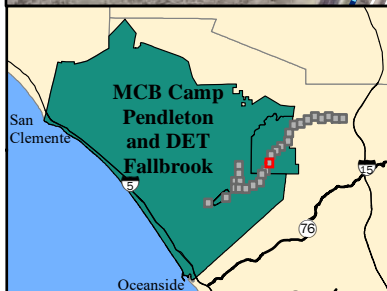 MCB Camp
Pendleton
and DET
Fallbrook
San
Clemente
5
15
76
Oceanside